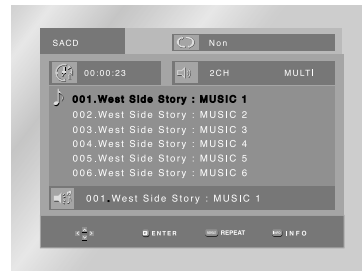 SACD Non
00:00:23 2CH MULTI
001.West Side Story : MUSIC 1
002.West Side Story : MUSIC 2
003.West Side Story : MUSIC 3
004.West Side Story : MUSIC 4
005.West Side Story : MUSIC 5
006.West Side Story : MUSIC 6
001.West Side Story : MUSIC 1
ENTER REPEAT INFO